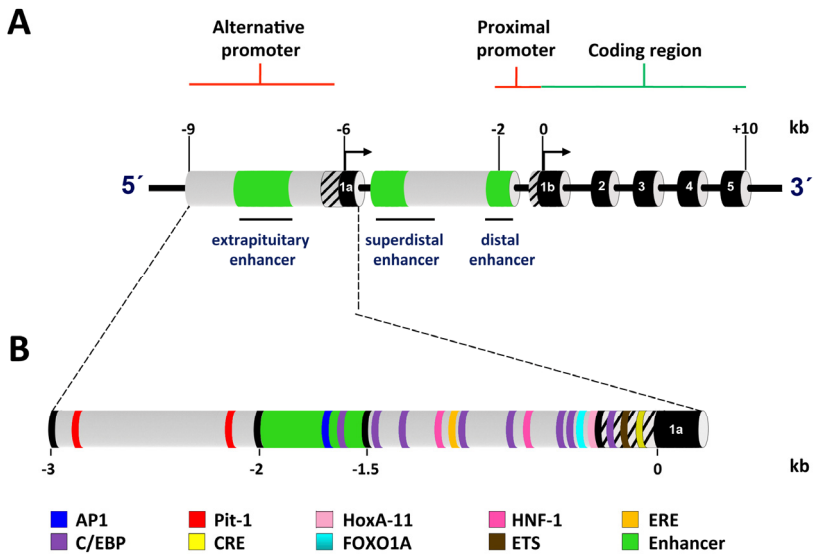 A
Alternative
promoter
Proximal
promoter
Coding region
-9
-6
-2
0
+10
kb
5´
1a
1b
2
3
4
5
3´
extrapituitary
enhancer
superdistal
enhancer
distal
enhancer
B
1a
-3
-2
-1.5
0
kb
AP1
Pit-1
HoxA-11
HNF-1
ERE
C/EBP
CRE
FOXO1A
ETS
Enhancer